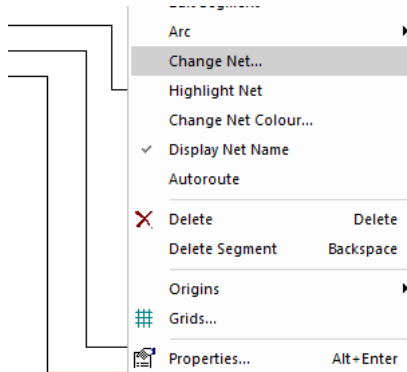 Arc
Change Net...
Highlight Net
Change Net Colour...
Display Net Name
Autoroute
Delete Delete
Delete Segment Backspace
Origins
Grids...
Properties... Alt+Enter